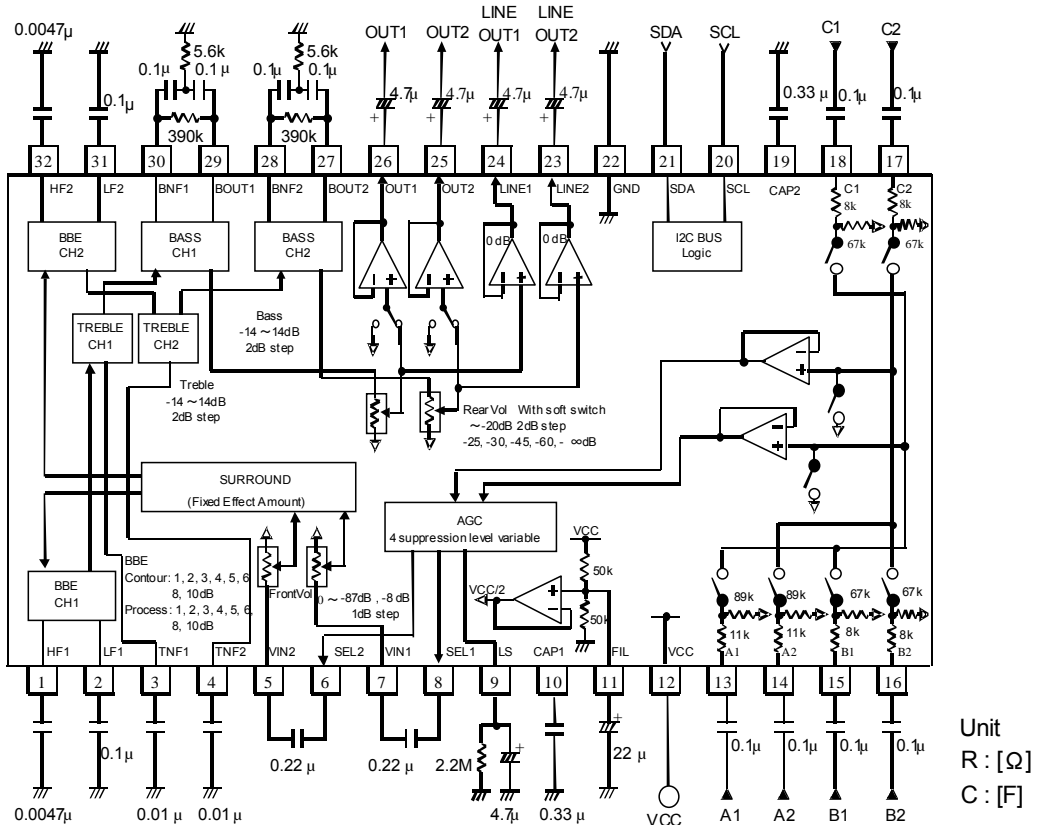 0.0047µ
0.1µ
5.6k
0.1µ 0.1 µ
390k
5.6k
0.1µ 0.1µ
390k
OUT1
OUT2
LINE
OUT1
LINE
OUT2
4.7µ
+
4.7µ
+
4.7µ
+
4.7µ
+
SDA
SCL
0.33 µ
C1
0.1µ
C2
0.1µ
32 31 30 29 28 27 26 25 24 23 22 21 20 19 18 17
HF2 LF2 BNF1 BOUT1 BNF2 BOUT2 OUT1 OUT2 LINE1 LINE2 GND SDA SCL CAP2 C1 C2
8k 8k
67k 67k
BBE
CH2
BASS
CH1
BASS
CH2
0dB
0dB
I2C BUS
Logic
TREBLE
CH1
TREBLE
CH2
Bass
-14 ~14dB
2dB step
Treble
-14 ~14dB
2dB step
RearVol With soft switch
~-20dB 2dB step
-25, -30, -45, -60, - ∞dB
SURROUND
(Fixed Effect Amount)
AGC
4 suppression level variable
BBE
CH1
BBE
Contour: 1, 2, 3, 4, 5, 6
8, 10dB
Process: 1, 2, 3, 4, 5, 6,
8, 10dB
FrontVol
0 ~ -87dB , -8 dB
1dB step
VCC
50k
VCC/2
50k
89k 89k 67k 67k
11k 11k 8k 8k
HF1 LF1 TNF1 TNF2 VIN2 SEL2 VIN1 SEL1 LS CAP1 FIL VCC A1 A2 B1 B2
1 2 3 4 5 6 7 8 9 10 11 12 13 14 15 16
0.0047µ
0.1 µ
0.01 µ
0.01 µ
0.22 µ
0.22 µ
2.2M
+
4.7µ
0.33 µ
+
22 µ
VCC
0.1µ
A1
0.1µ
A2
0.1µ
B1
0.1µ
B2
Unit
R : [Ω]
C : [F]